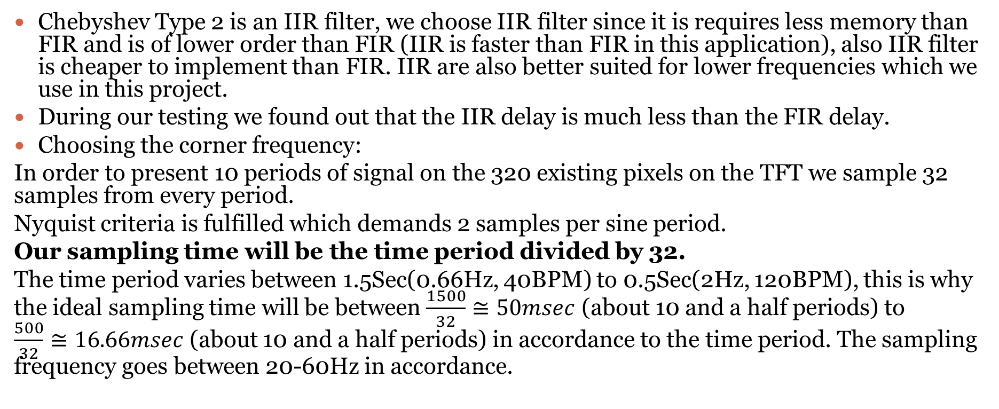 • Chebyshev Type 2 is an IIR filter, we choose IIR filter since it is requires less memory than
FIR and is of lower order than FIR (IIR is faster than FIR in this application), also IIR filter
is cheaper to implement than FIR. IIR are also better suited for lower frequencies which we
use in this project.
• During our testing we found out that the IIR delay is much less than the FIR delay.
• Choosing the corner frequency:
In order to present 10 periods of signal on the 320 existing pixels on the TFT we sample 32
samples from every period.
Nyquist criteria is fulfilled which demands 2 samples per sine period.
Our sampling time will be the time period divided by 32.
The time period varies between 1.5Sec(0.66Hz, 40BPM) to 0.5Sec(2Hz, 120BPM), this is why
the ideal sampling time will be between 1500/32 ≅ 50msec (about 10 and a half periods) to
500/32 ≅ 16.66msec (about 10 and a half periods) in accordance to the time period. The sampling
frequency goes between 20-60Hz in accordance.